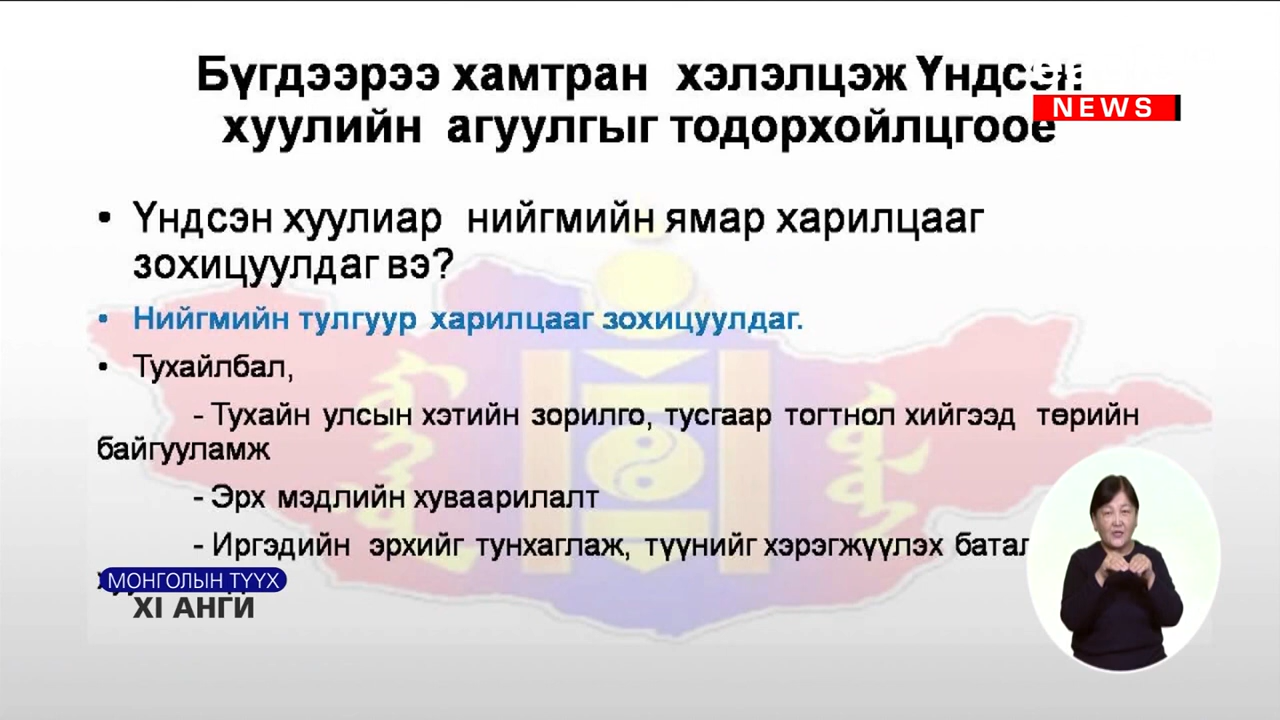 Бүгдээрээ хамтран хэлэлцэж Үндсэн
хуулийн агуулгыг тодорхойлцгоое
NEWS
• Үндсэн хуулиар нийгмийн ямар харилцааг
зохицуулдаг вэ?
• Нийгмийн тулгуур харилцааг зохицуулдаг.
• Тухайлбал,
- Тухайн улсын хэтийн зорилго, тусгаар тогтнол хийгээд төрийн
байгууламж
- Эрх мэдлийн хуваарилалт
- Иргэдийн эрхийг тунхаглаж, түүнийг хэрэгжүүлэх
МОНГОЛЫН ТҮҮХ
XI АНГИ